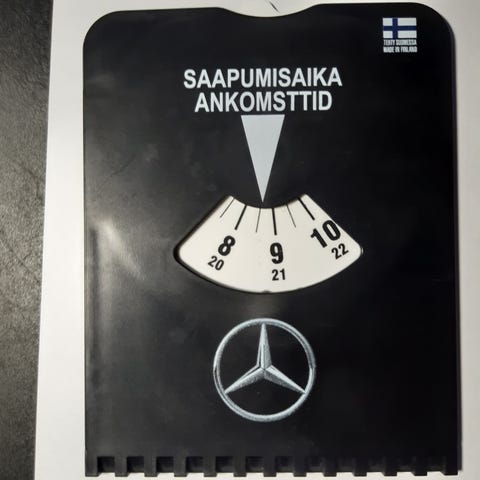 TEHTY SUOMESSA
MADE IN FINLAND
SAAPUMISAIKA
ANKOMSTTID
8 9 10
20 21 22